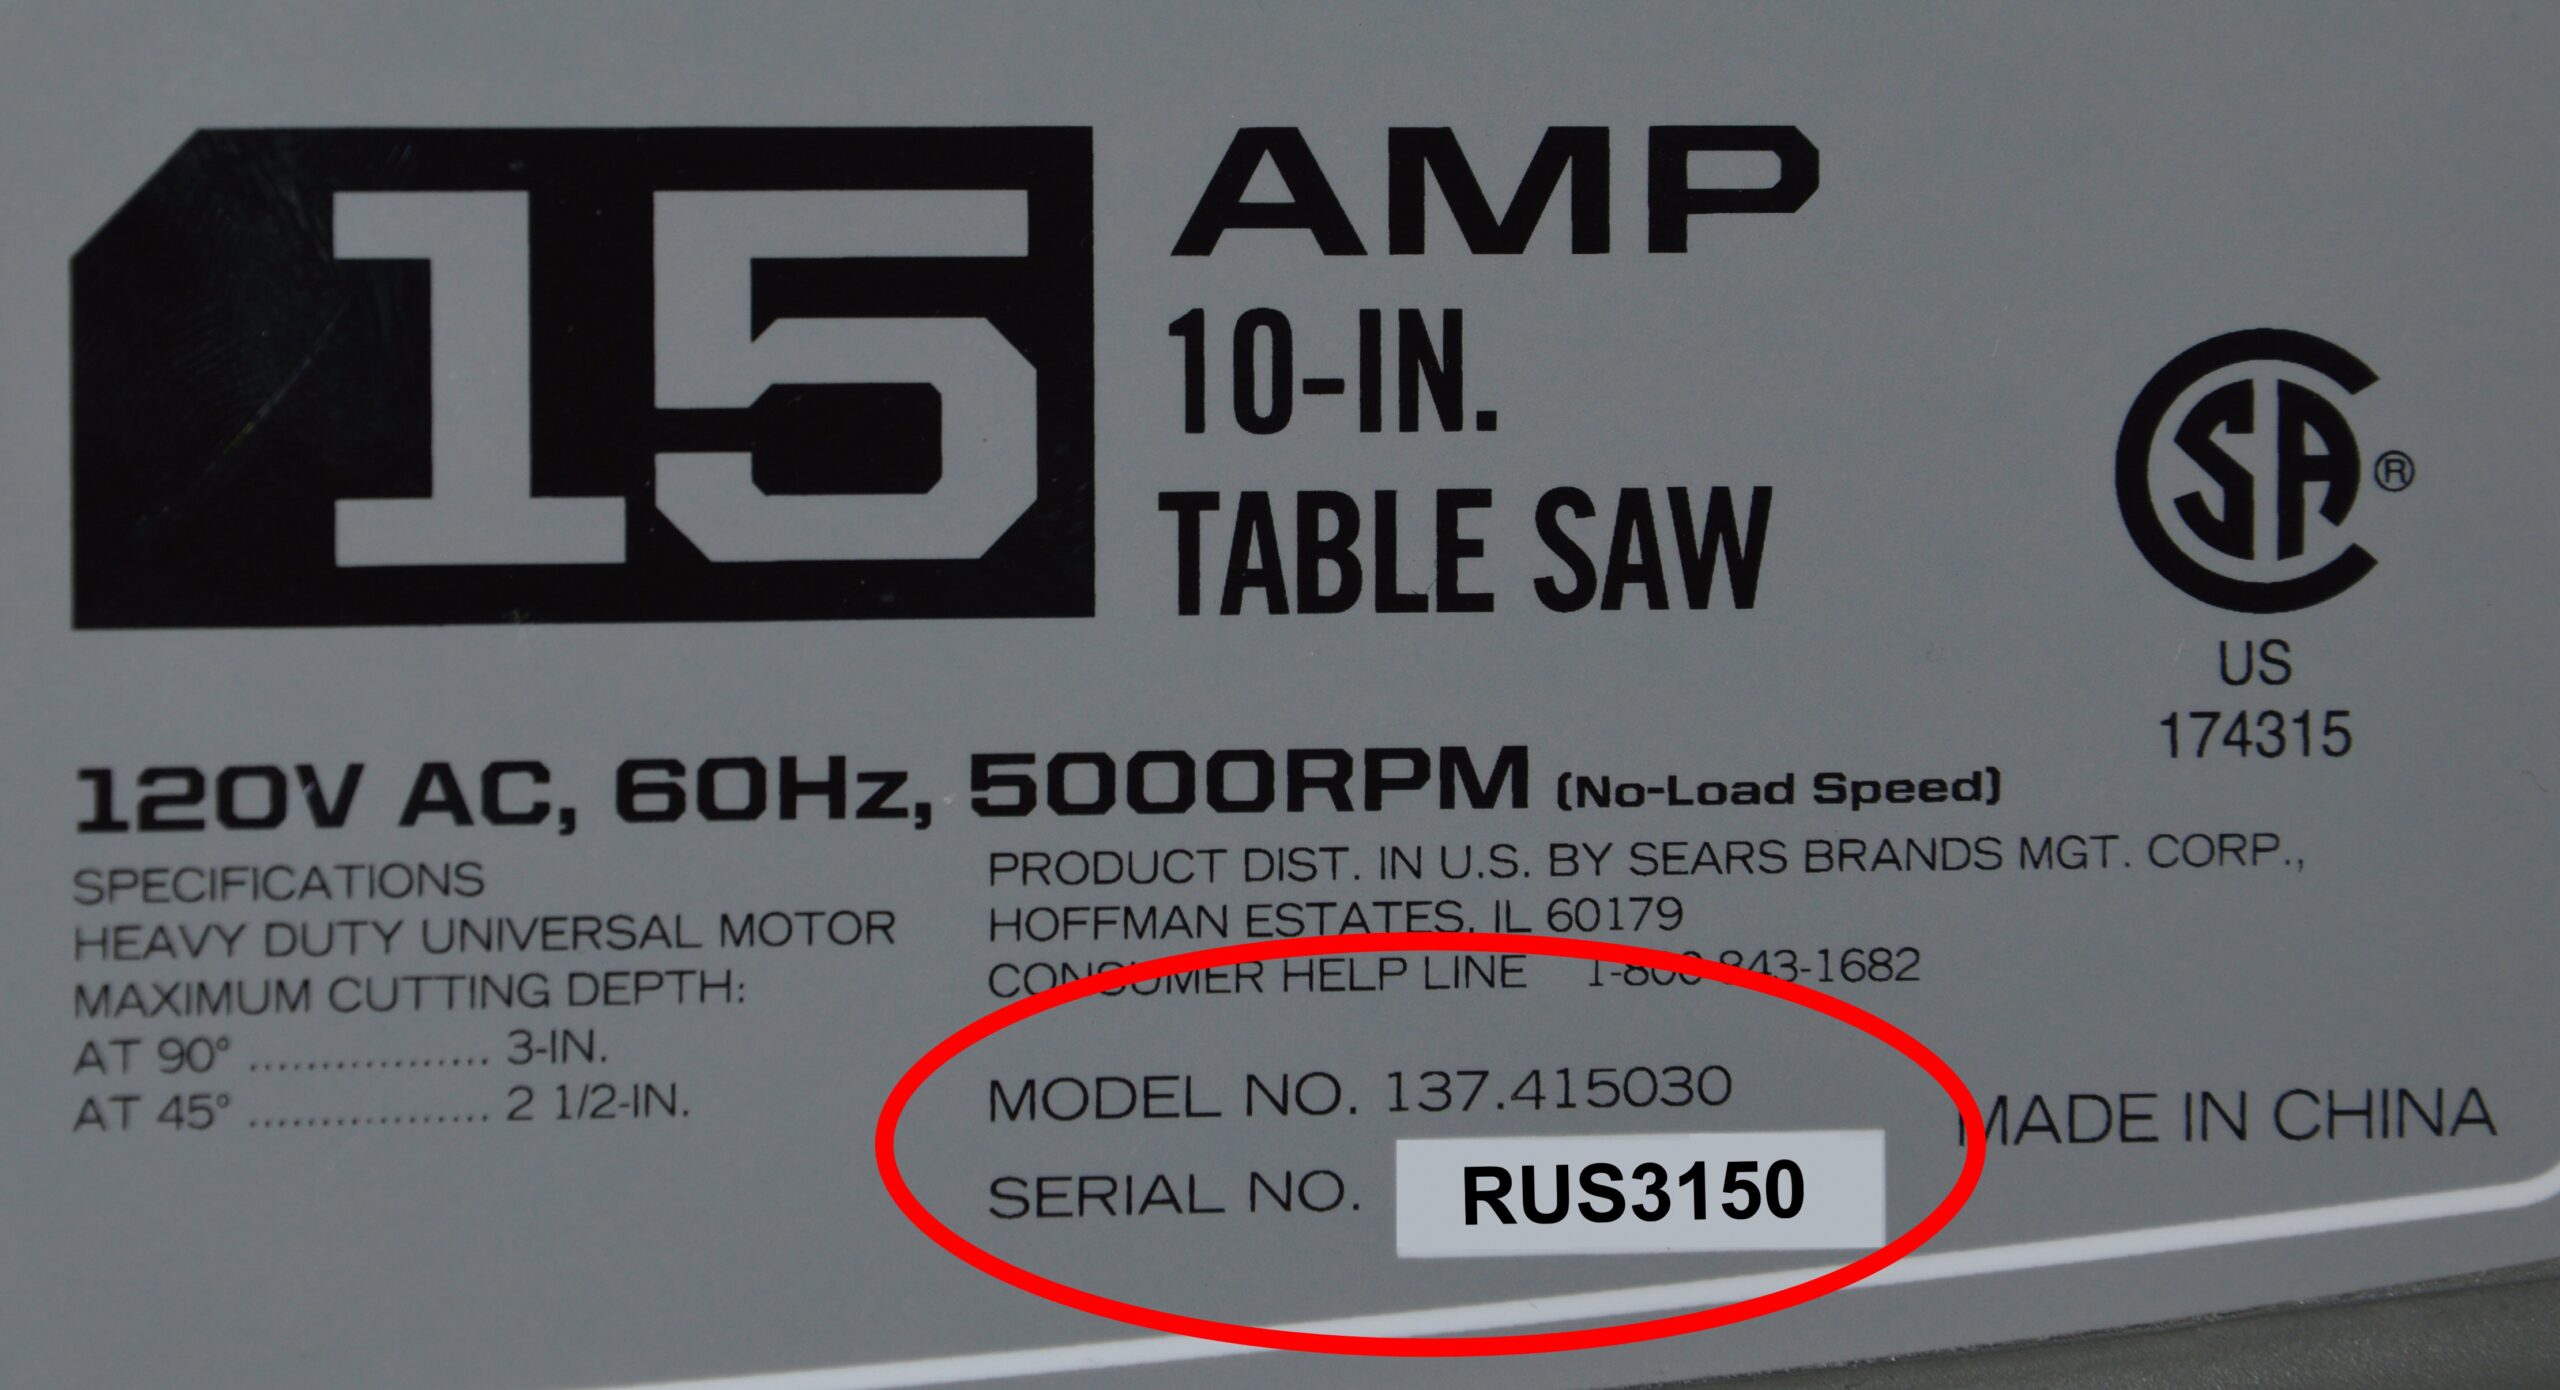 15 AMP
10-IN.
TABLE SAW
CSA®
US
174315
120V AC, 60Hz, 5000RPM (No-Load Speed)
SPECIFICATIONS
HEAVY DUTY UNIVERSAL MOTOR
MAXIMUM CUTTING DEPTH:
AT 90° ................. 3-IN.
AT 45° ................. 2 1/2-IN.
PRODUCT DIST. IN U.S. BY SEARS BRANDS MGT. CORP.,
HOFFMAN ESTATES, IL 60179
CONSUMER HELP LINE 1-800-843-1682
MODEL NO. 137.415030
SERIAL NO. RUS3150
MADE IN CHINA